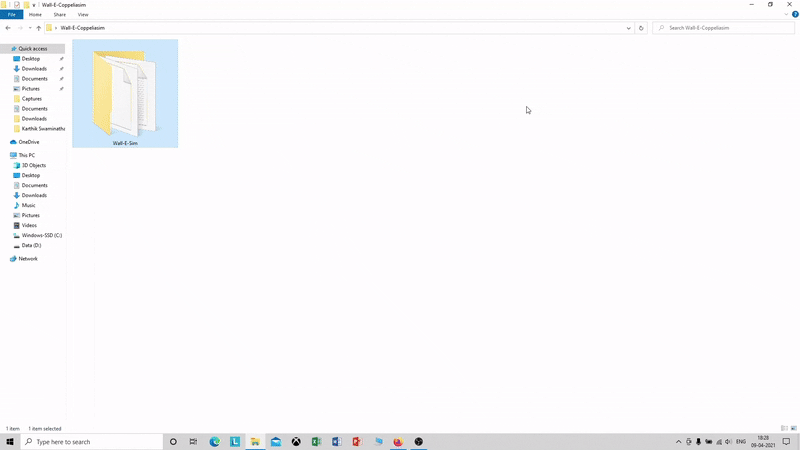 Wall-E-Coppeliasim
File Home Share View
Wall-E-Coppeliasim
Search Wall-E-Coppeliasim
Quick access
Desktop
Downloads
Documents
Pictures
Captures
Documents
Downloads
Karthik Swaminatha
OneDrive
This PC
3D Objects
Desktop
Documents
Downloads
Music
Pictures
Videos
Windows-SSD (C:)
Data (D:)
Network
Wall-E-Sim
1 item 1 item selected
Type here to search
ENG
18:28
09-04-2021